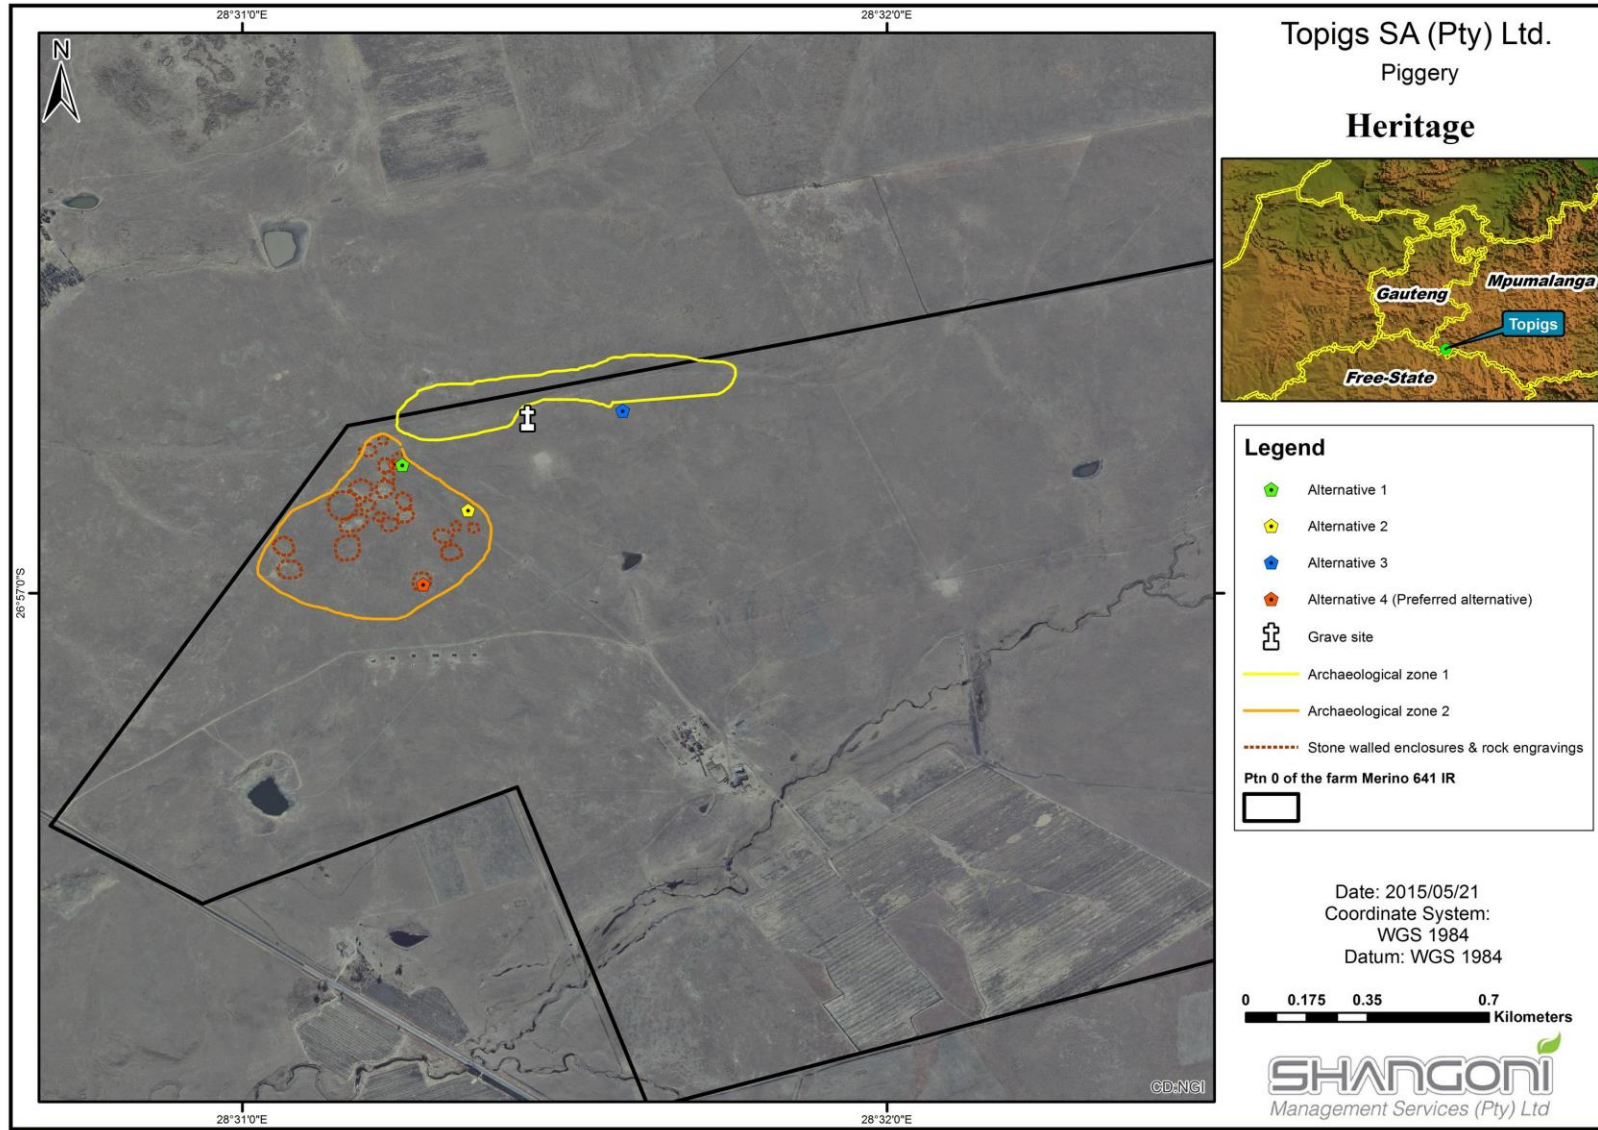 28°31'0"E
28°32'0"E
N
26°57'0"S
28°31'0"E
28°32'0"E
CD:NGI
Topigs SA (Pty) Ltd.
Piggery
Heritage
Gauteng
Mpumalanga
Topigs
Free-State
Legend
Alternative 1
Alternative 2
Alternative 3
Alternative 4 (Preferred alternative)
Grave site
Archaeological zone 1
Archaeological zone 2
Stone walled enclosures & rock engravings
Ptn 0 of the farm Merino 641 IR
Date: 2015/05/21
Coordinate System:
WGS 1984
Datum: WGS 1984
0 0.175 0.35 0.7
Kilometers
SHANGONI
Management Services (Pty) Ltd